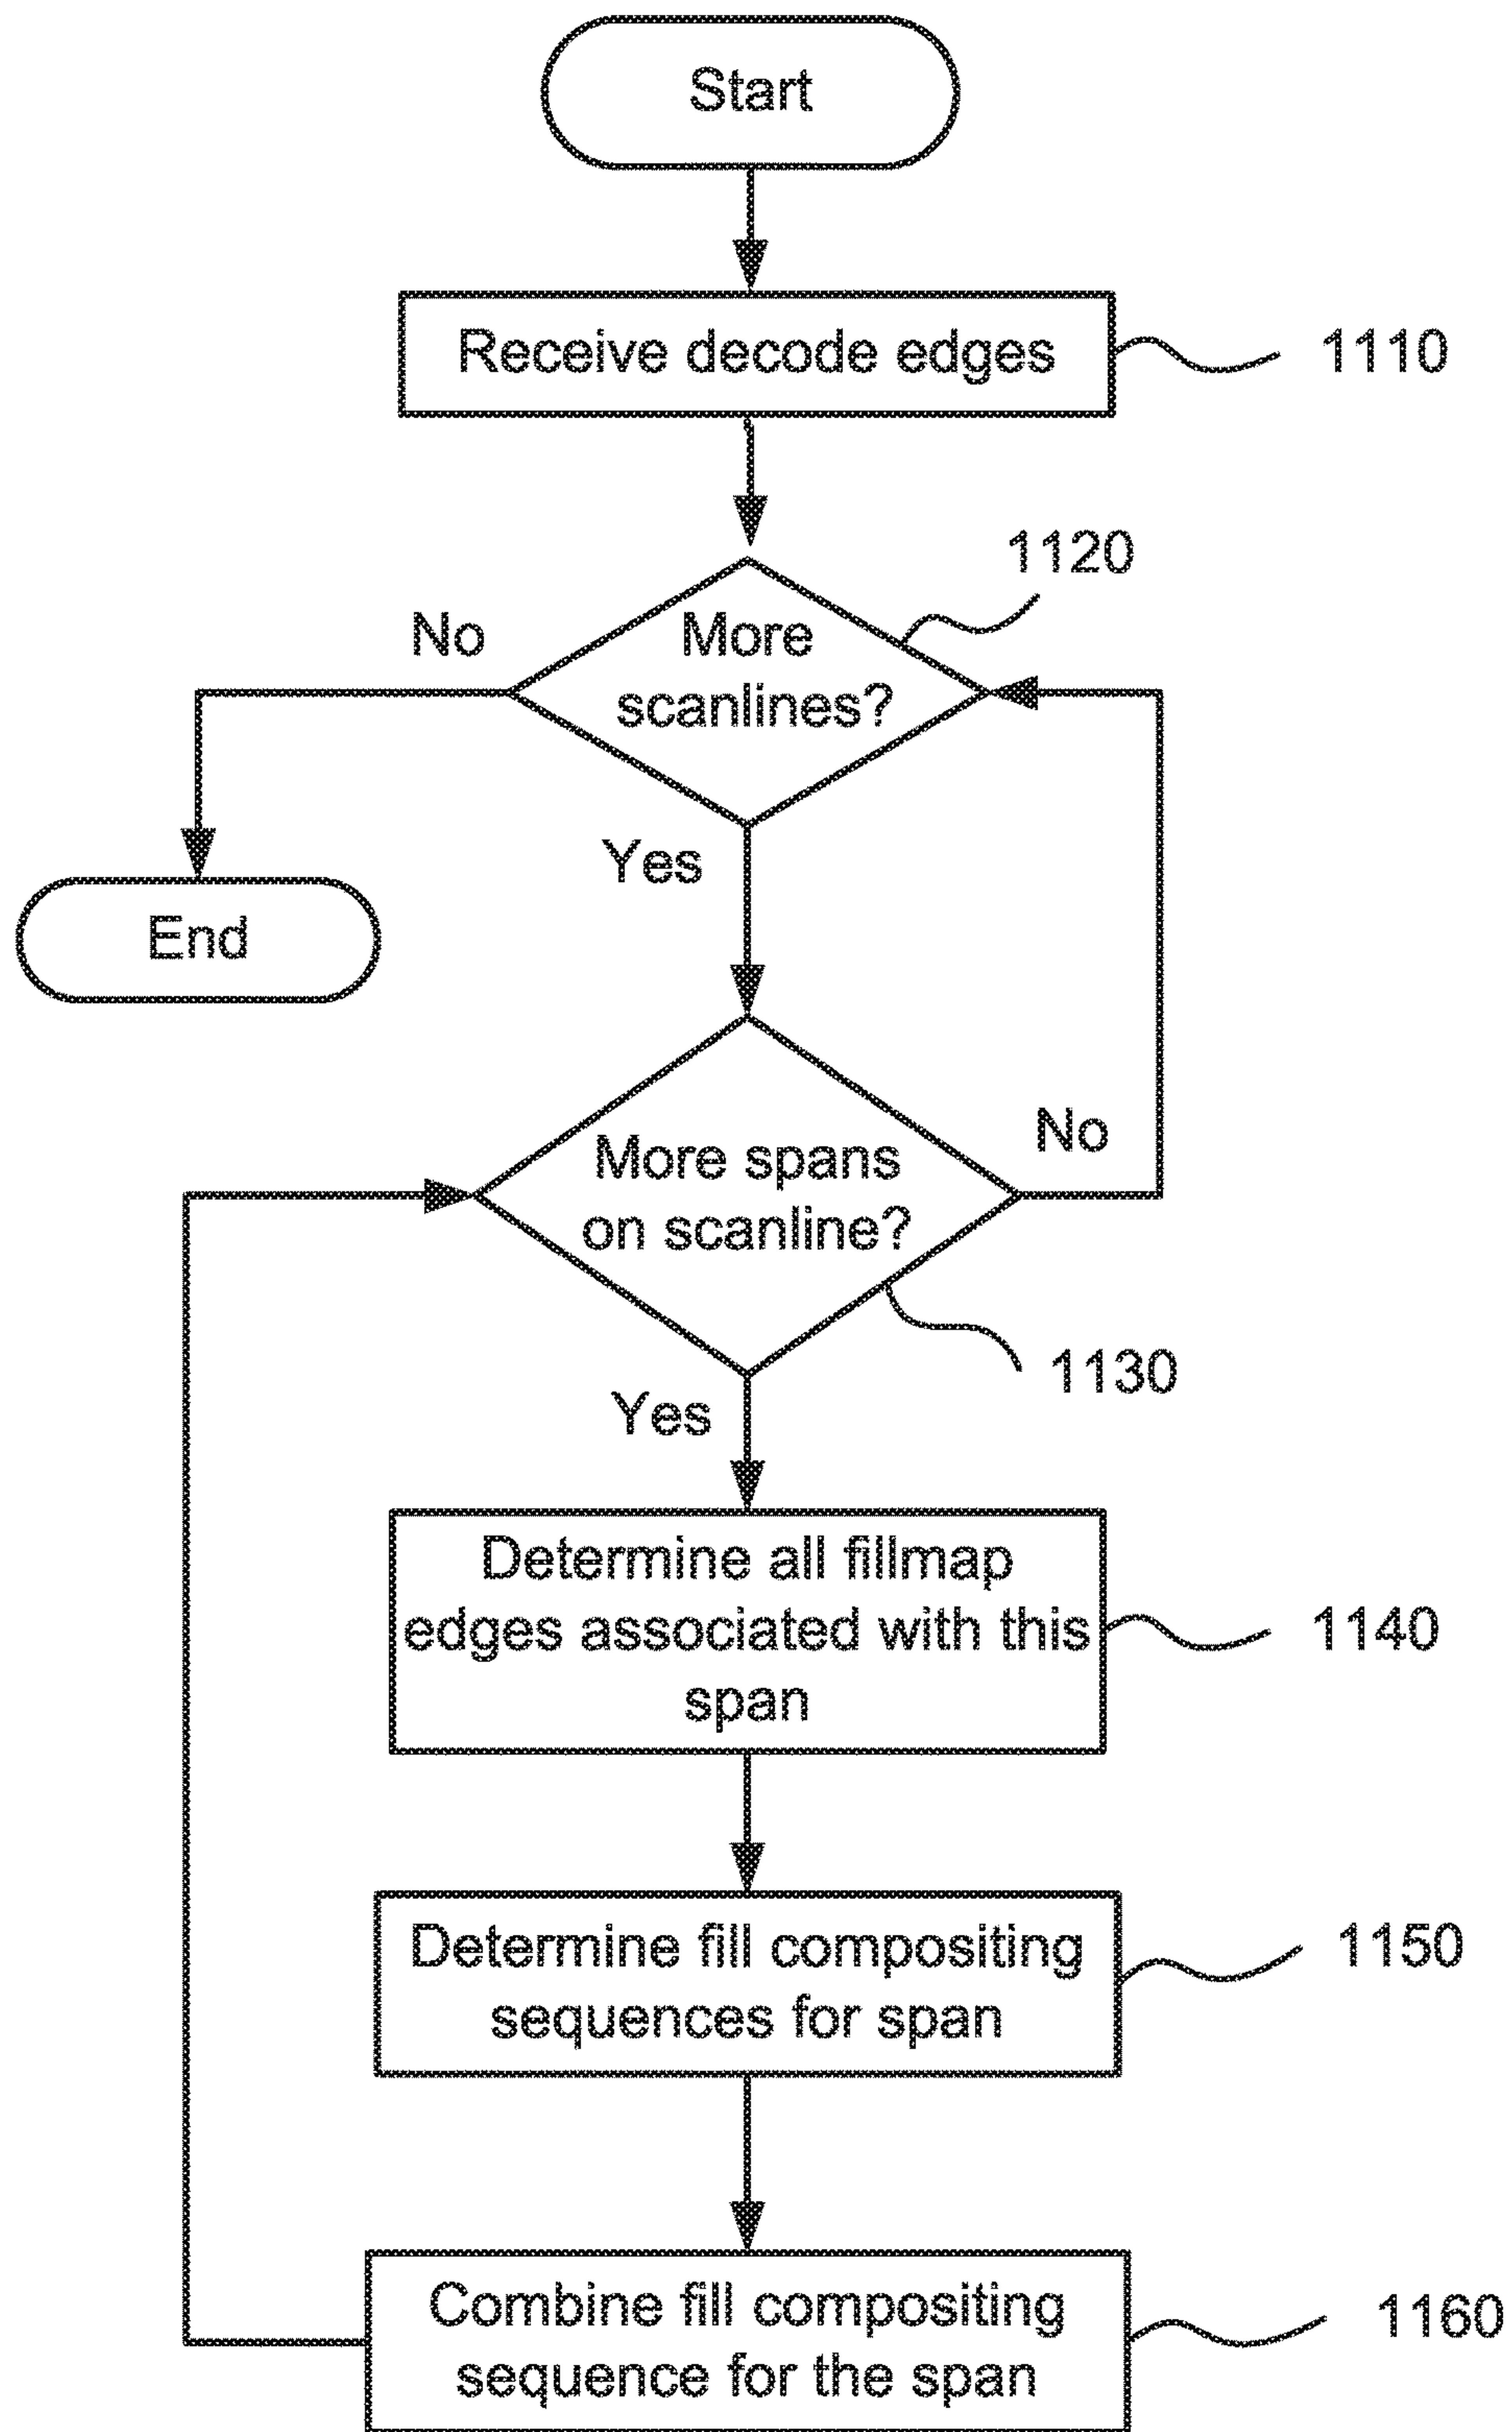 Start
Receive decode edges
1110
1120
No
More
scanlines?
Yes
End
No
More spans
on scanline?
1130
Yes
Determine all fillmap
edges associated with this
span
1140
Determine fill compositing
sequences for span
1150
Combine fill compositing
sequence for the span
1160